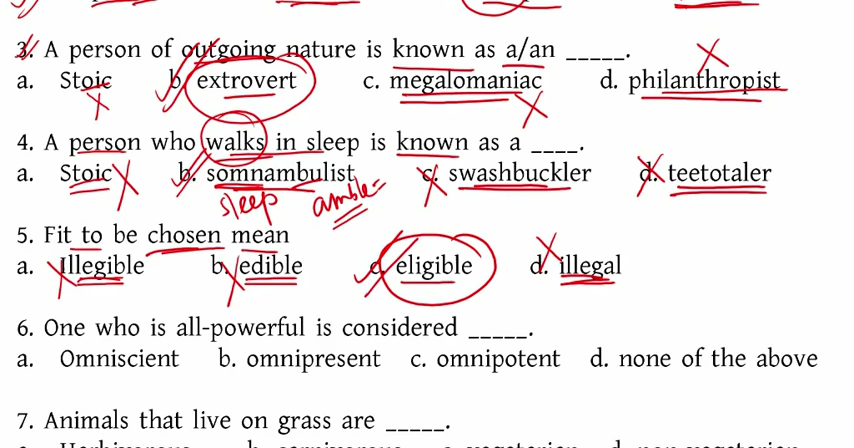 3. A person of outgoing nature is known as a/an _____.
a. Stoic b. extrovert c. megalomaniac d. philanthropist
4. A person who walks in sleep is known as a ____.
a. Stoic b. somnambulist c. swashbuckler d. teetotaler
sleep amble
5. Fit to be chosen mean
a. Illegible b. edible c. eligible d. illegal
6. One who is all-powerful is considered _____.
a. Omniscient b. omnipresent c. omnipotent d. none of the above
7. Animals that live on grass are _____.